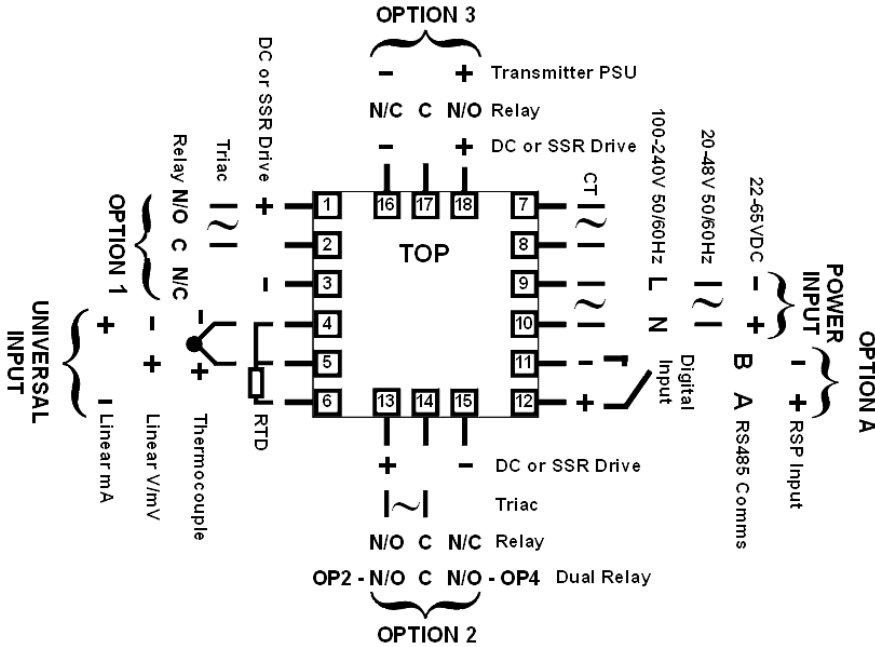 OPTION 3
- + Transmitter PSU
N/C C N/O Relay
- + DC or SSR Drive
16 17 18
TOP
1
2
3
4
5
6
7
8
9
10
11
12
13 14 15
DC or SSR Drive
+ -
Triac
~
Relay N/O C N/C
OPTION 1
UNIVERSAL
INPUT
+ - Linear mA
- + Linear V/mV
- + Thermocouple
RTD
CT
~
100-240V 50/60Hz
L N
~
20-48V 50/60Hz
~
22-65VDC
- +
POWER
INPUT
OPTION A
Digital
Input
- +
B A RS485 Comms
- + RSP Input
+ - DC or SSR Drive
~ Triac
N/O C N/C Relay
OP2 - N/O C N/O - OP4 Dual Relay
OPTION 2